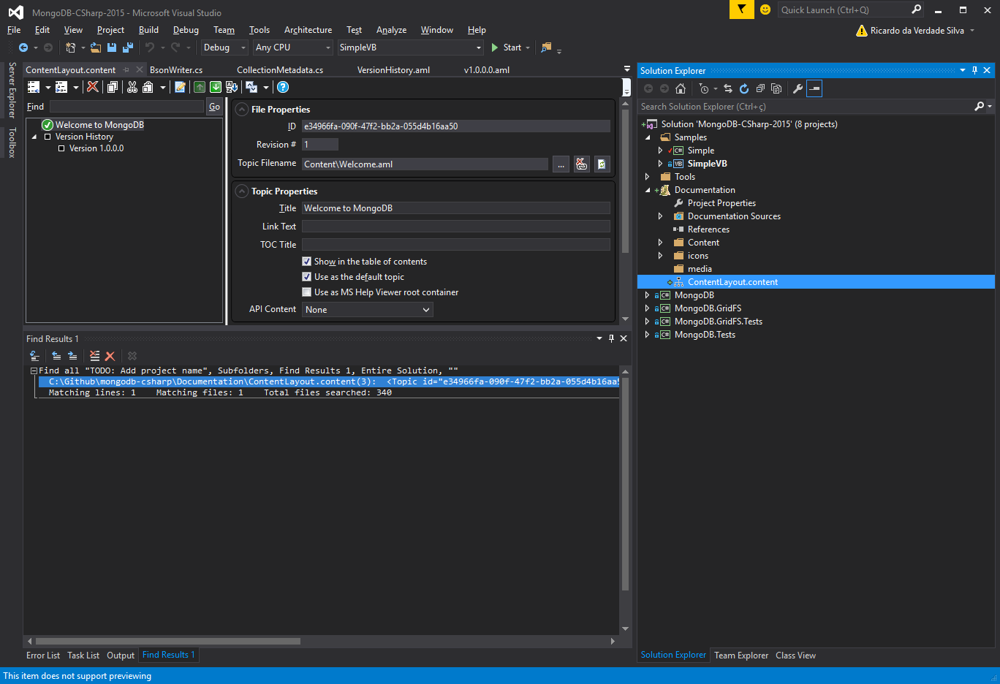 MongoDB-CSharp-2015 - Microsoft Visual Studio
Quick Launch (Ctrl+Q)
File Edit View Project Build Debug Team Tools Architecture Test Analyze Window Help
Ricardo da Verdade Silva
Debug Any CPU SimpleVB Start
Server Explorer
Toolbox
ContentLayout.content BsonWriter.cs CollectionMetadata.cs VersionHistory.aml v1.0.0.0.aml
Find Go
Welcome to MongoDB
Version History
Version 1.0.0.0
File Properties
ID e34966fa-090f-47f2-bb2a-055d4b16aa50
Revision # 1
Topic Filename Content\Welcome.aml ...
Topic Properties
Title Welcome to MongoDB
Link Text
TOC Title
Show in the table of contents
Use as the default topic
Use as MS Help Viewer root container
API Content None
Find Results 1
Find all "TODO: Add project name", Subfolders, Find Results 1, Entire Solution, ""
C:\Github\mongodb-csharp\Documentation\ContentLayout.content(3): <Topic id="e34966fa-090f-47f2-bb2a-055d4b16aa5
Matching lines: 1 Matching files: 1 Total files searched: 340
Error List Task List Output Find Results 1
Solution Explorer
Search Solution Explorer (Ctrl+ç)
Solution 'MongoDB-CSharp-2015' (8 projects)
Samples
C# Simple
VB SimpleVB
Tools
Documentation
Project Properties
Documentation Sources
References
Content
icons
media
ContentLayout.content
C# MongoDB
C# MongoDB.GridFS
C# MongoDB.GridFS.Tests
C# MongoDB.Tests
Solution Explorer Team Explorer Class View
This item does not support previewing